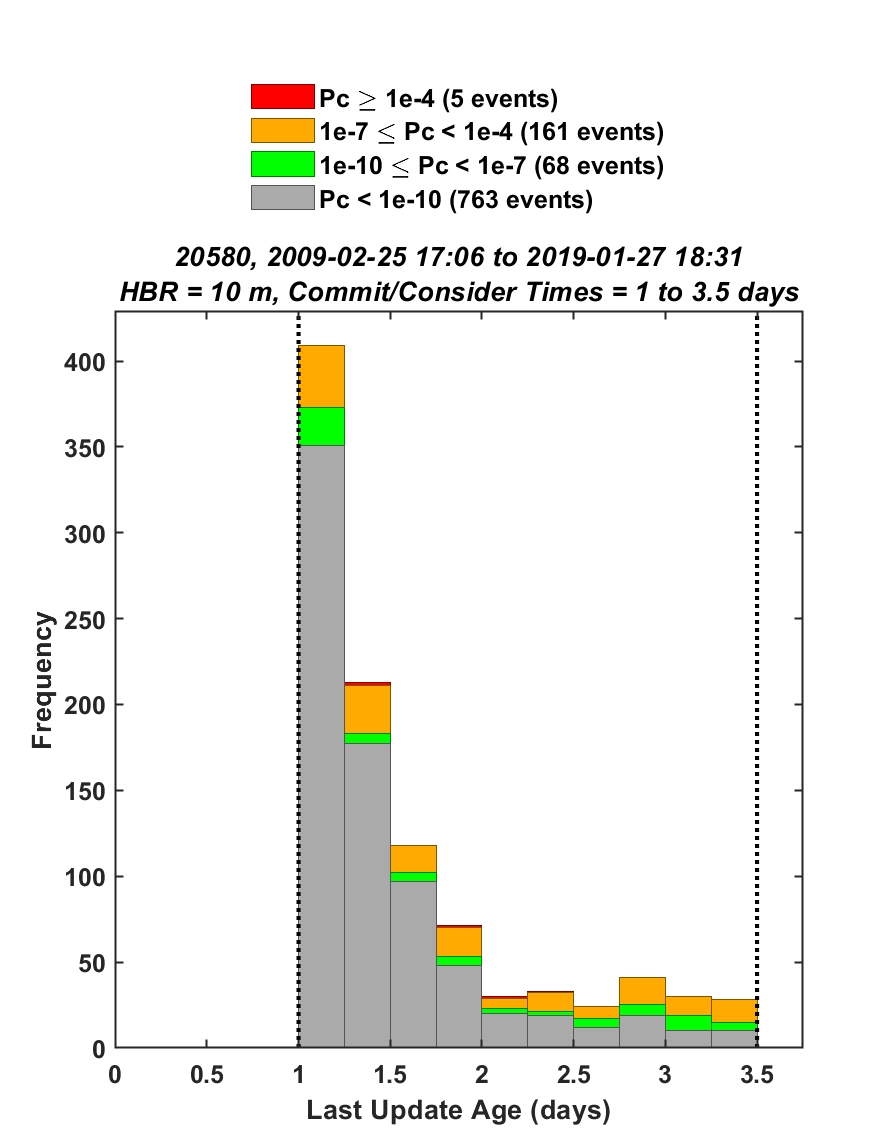 Pc ≥ 1e-4 (5 events)
1e-7 ≤ Pc < 1e-4 (161 events)
1e-10 ≤ Pc < 1e-7 (68 events)
Pc < 1e-10 (763 events)
20580, 2009-02-25 17:06 to 2019-01-27 18:31
HBR = 10 m, Commit/Consider Times = 1 to 3.5 days
400
350
300
250
200
150
100
50
0
Frequency
0 0.5 1 1.5 2 2.5 3 3.5
Last Update Age (days)